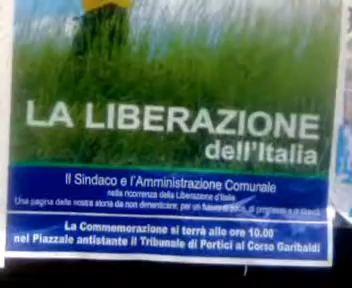 LA LIBERAZIONE
dell'Italia
Il Sindaco e l'Amministrazione Comunale
nella ricorrenza della Liberazione d'Italia
Una pagina della nostra storia da non dimenticare, per un futuro di pace, di progresso e di
La Commemorazione si terrà alle ore 10.00
nel Piazzale antistante il Tribunale di Portici al Corso Garibaldi